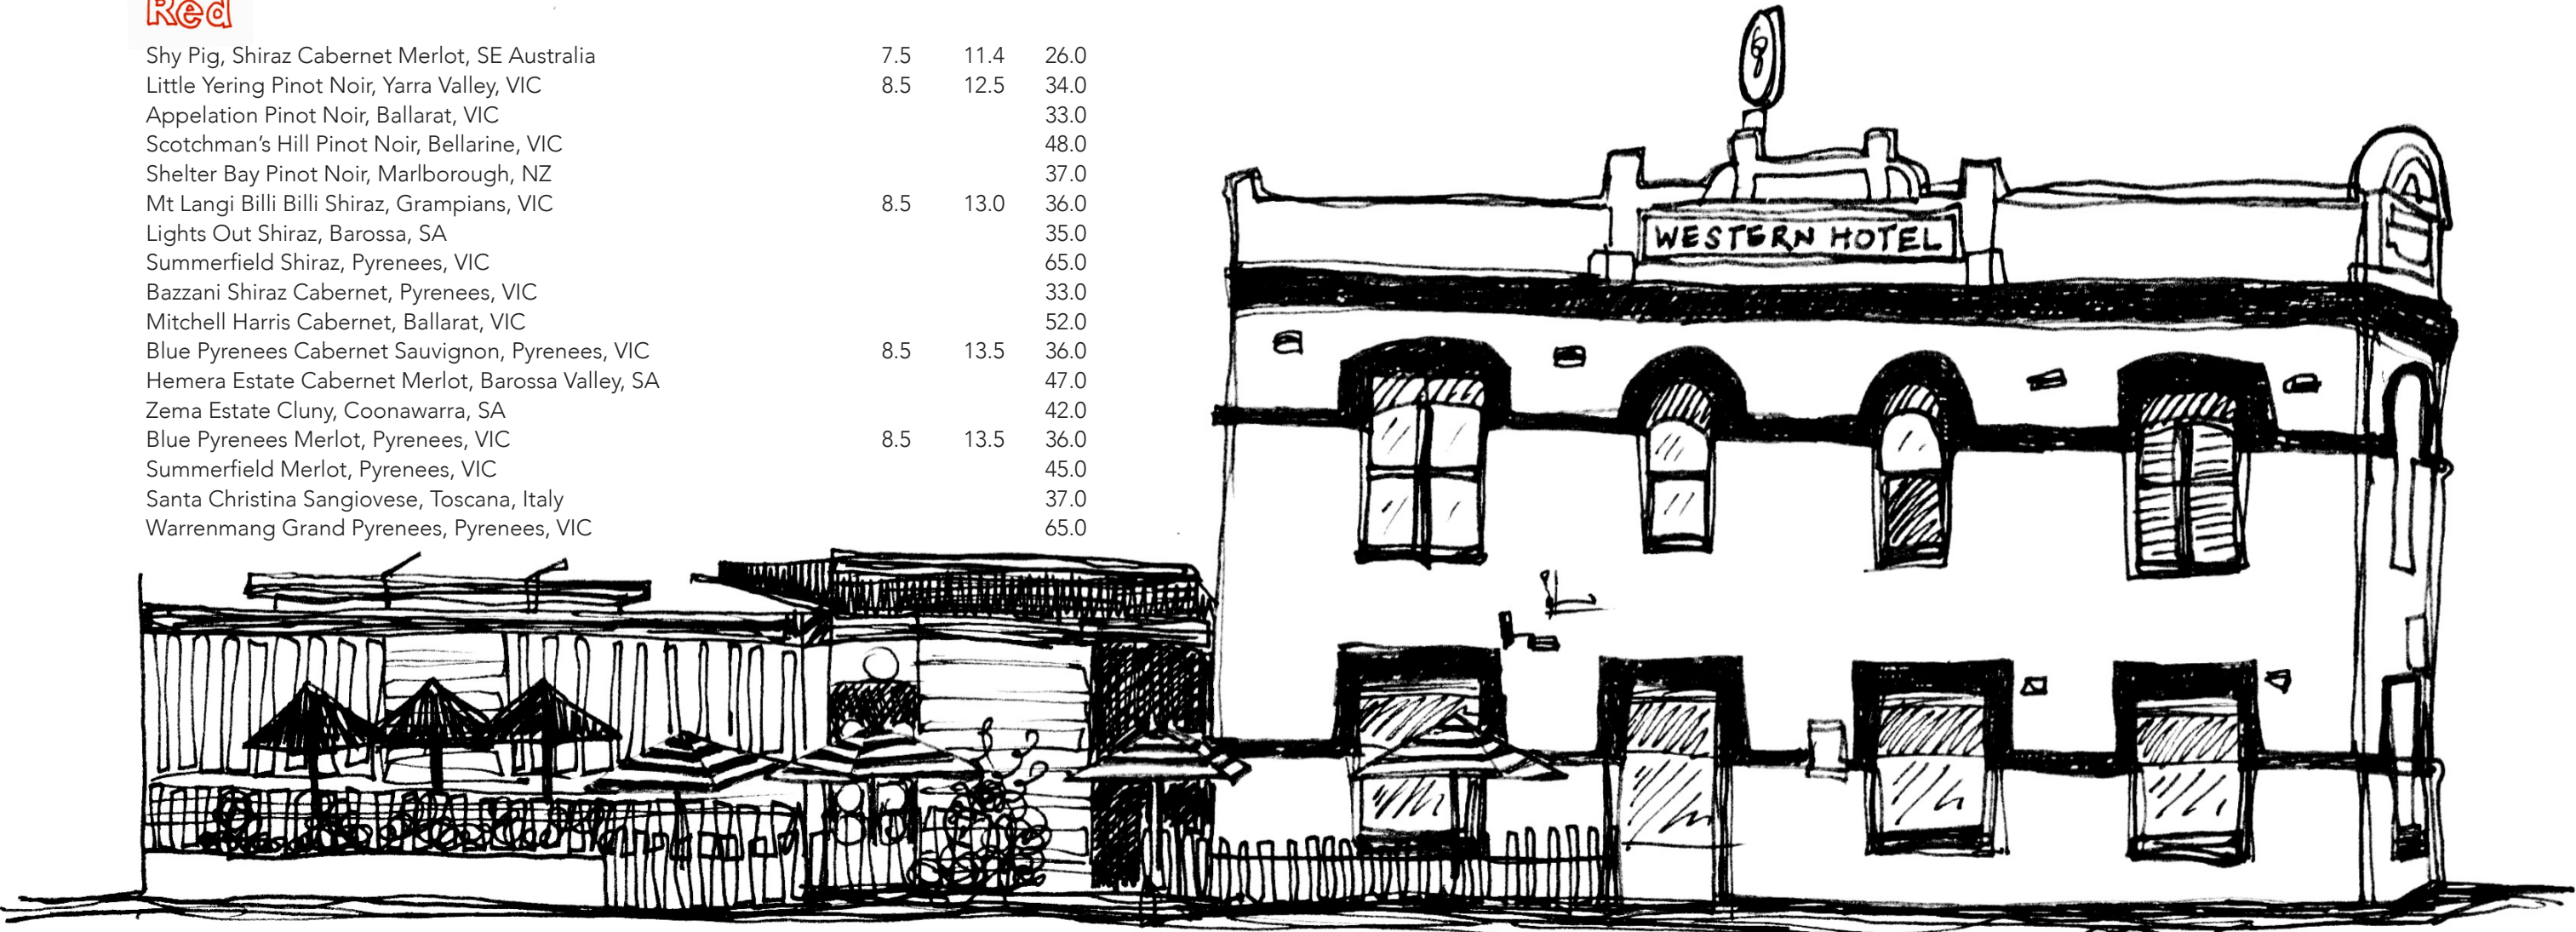 Red
Shy Pig, Shiraz Cabernet Merlot, SE Australia 7.5 11.4 26.0
Little Yering Pinot Noir, Yarra Valley, VIC 8.5 12.5 34.0
Appelation Pinot Noir, Ballarat, VIC 33.0
Scotchman’s Hill Pinot Noir, Bellarine, VIC 48.0
Shelter Bay Pinot Noir, Marlborough, NZ 37.0
Mt Langi Billi Billi Shiraz, Grampians, VIC 8.5 13.0 36.0
Lights Out Shiraz, Barossa, SA 35.0
Summerfield Shiraz, Pyrenees, VIC 65.0
Bazzani Shiraz Cabernet, Pyrenees, VIC 33.0
Mitchell Harris Cabernet, Ballarat, VIC 52.0
Blue Pyrenees Cabernet Sauvignon, Pyrenees, VIC 8.5 13.5 36.0
Hemera Estate Cabernet Merlot, Barossa Valley, SA 47.0
Zema Estate Cluny, Coonawarra, SA 42.0
Blue Pyrenees Merlot, Pyrenees, VIC 8.5 13.5 36.0
Summerfield Merlot, Pyrenees, VIC 45.0
Santa Christina Sangiovese, Toscana, Italy 37.0
Warrenmang Grand Pyrenees, Pyrenees, VIC 65.0
WESTERN HOTEL